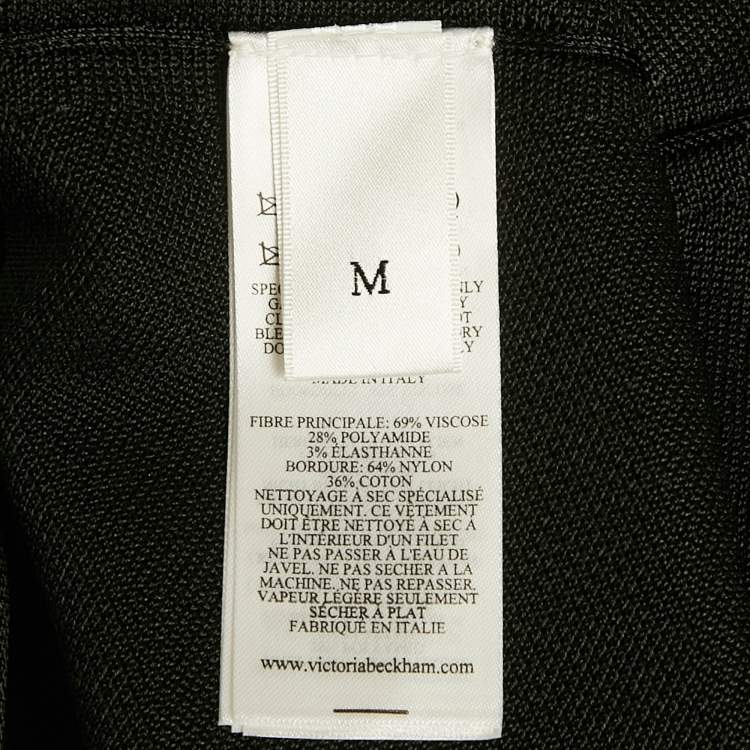 M
MADE IN ITALY
FIBRE PRINCIPALE: 69% VISCOSE
28% POLYAMIDE
3% ÉLASTHANNE
BORDURE: 64% NYLON
36% COTON
NETTOYAGE À SEC SPÉCIALISÉ
UNIQUEMENT. CE VÊTEMENT
DOIT ÊTRE NETTOYÉ À SEC À
L'INTÉRIEUR D'UN FILET
NE PAS PASSER À L'EAU DE
JAVEL. NE PAS SECHER A LA
MACHINE. NE PAS REPASSER.
VAPEUR LÉGÈRE SEULEMENT
SÉCHER À PLAT
FABRIQUÉ EN ITALIE
www.victoriabeckham.com